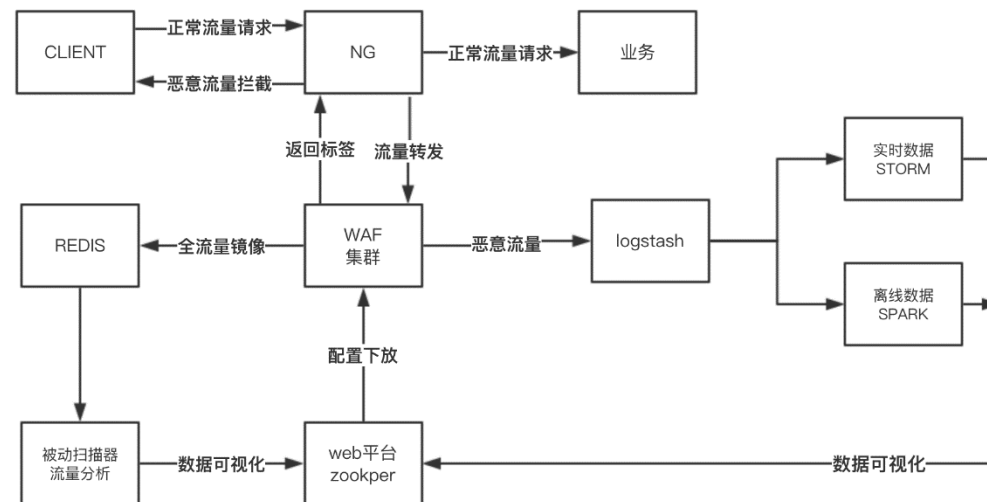 CLIENT
正常流量请求
NG
正常流量请求
业务
恶意流量拦截
返回标签
流量转发
实时数据
STORM
REDIS
全流量镜像
WAF
集群
恶意流量
logstash
离线数据
SPARK
配置下放
被动扫描器
流量分析
数据可视化
web平台
zookper
数据可视化